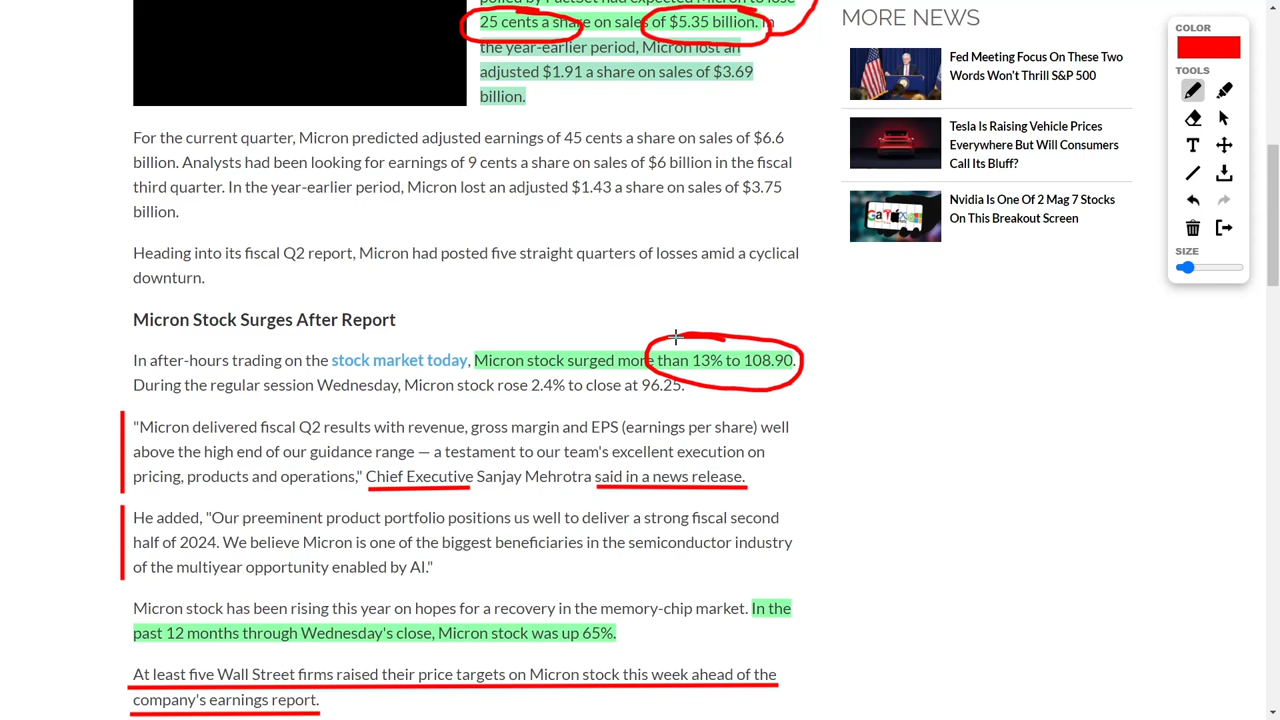 polled by FactSet had expected Micron to lose
25 cents a share on sales of $5.35 billion. In
the year-earlier period, Micron lost an
adjusted $1.91 a share on sales of $3.69
billion.
For the current quarter, Micron predicted adjusted earnings of 45 cents a share on sales of $6.6
billion. Analysts had been looking for earnings of 9 cents a share on sales of $6 billion in the fiscal
third quarter. In the year-earlier period, Micron lost an adjusted $1.43 a share on sales of $3.75
billion.
Heading into its fiscal Q2 report, Micron had posted five straight quarters of losses amid a cyclical
downturn.
Micron Stock Surges After Report
In after-hours trading on the stock market today, Micron stock surged more than 13% to 108.90.
During the regular session Wednesday, Micron stock rose 2.4% to close at 96.25.
"Micron delivered fiscal Q2 results with revenue, gross margin and EPS (earnings per share) well
above the high end of our guidance range — a testament to our team's excellent execution on
pricing, products and operations," Chief Executive Sanjay Mehrotra said in a news release.
He added, "Our preeminent product portfolio positions us well to deliver a strong fiscal second
half of 2024. We believe Micron is one of the biggest beneficiaries in the semiconductor industry
of the multiyear opportunity enabled by AI."
Micron stock has been rising this year on hopes for a recovery in the memory-chip market. In the
past 12 months through Wednesday's close, Micron stock was up 65%.
At least five Wall Street firms raised their price targets on Micron stock this week ahead of the
company's earnings report.
MORE NEWS
Fed Meeting Focus On These Two
Words Won't Thrill S&P 500
Tesla Is Raising Vehicle Prices
Everywhere But Will Consumers
Call Its Bluff?
Nvidia Is One Of 2 Mag 7 Stocks
On This Breakout Screen
COLOR
TOOLS
T
SIZE